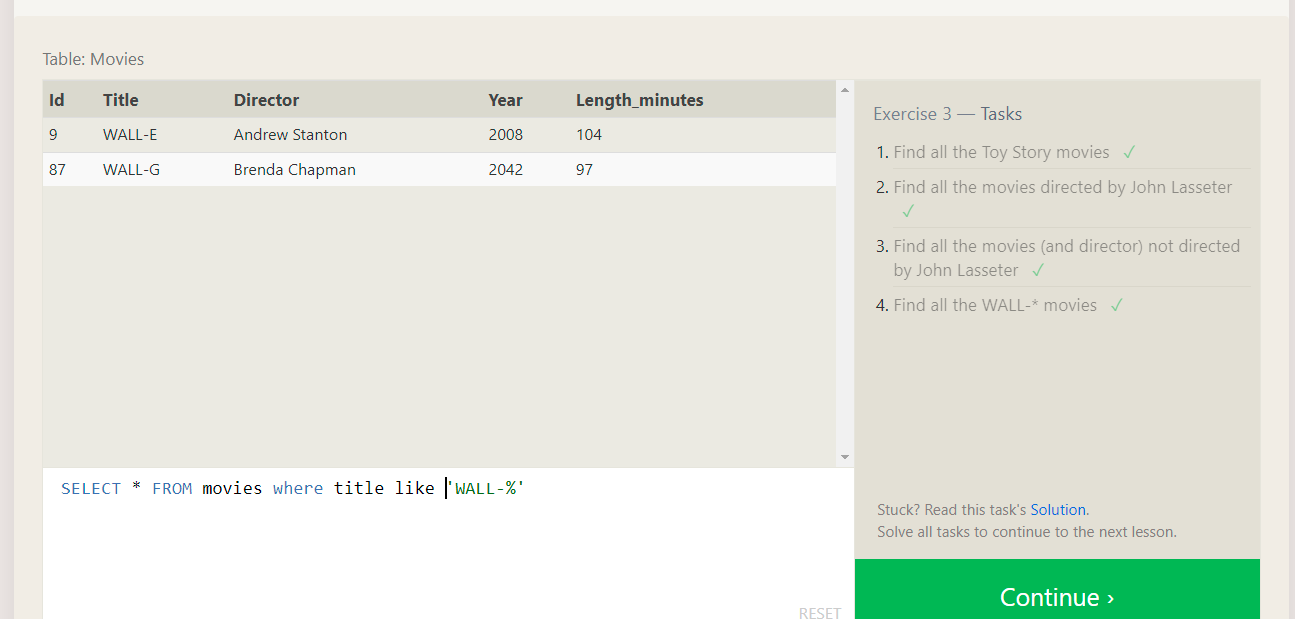 Table: Movies
Id Title Director Year Length_minutes
9 WALL-E Andrew Stanton 2008 104
87 WALL-G Brenda Chapman 2042 97
SELECT * FROM movies where title like 'WALL-%'
RESET
Exercise 3 — Tasks
1. Find all the Toy Story movies ✓
2. Find all the movies directed by John Lasseter
✓
3. Find all the movies (and director) not directed
by John Lasseter ✓
4. Find all the WALL-* movies ✓
Stuck? Read this task's Solution.
Solve all tasks to continue to the next lesson.
Continue ›